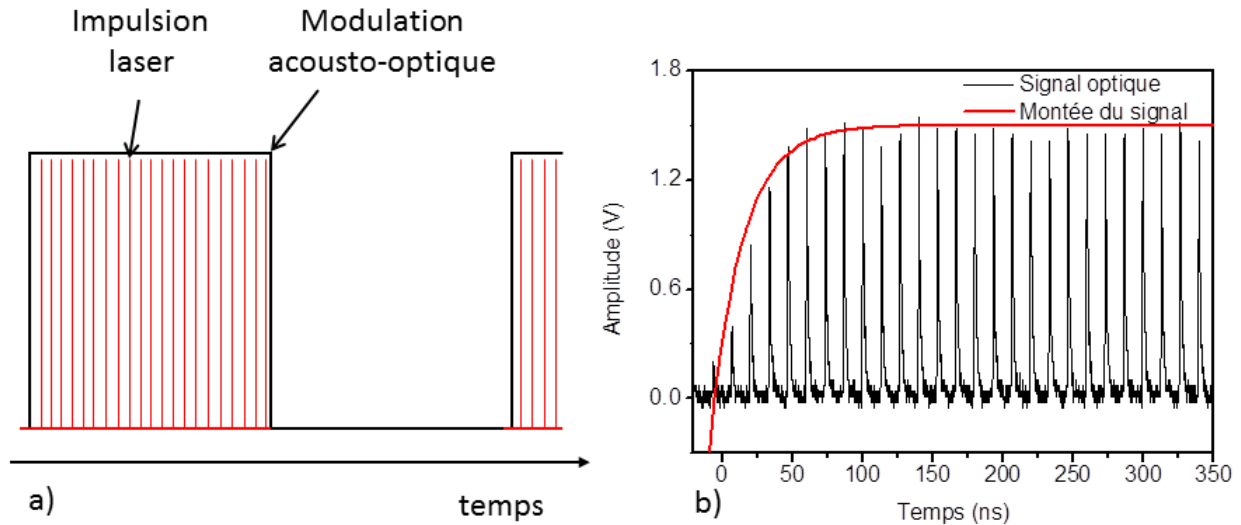 Impulsion
laser
Modulation
acousto-optique
temps
a)
1.8
1.2
0.6
0.0
Amplitude (V)
Signal optique
Montée du signal
0
50
100
150
200
250
300
350
Temps (ns)
b)